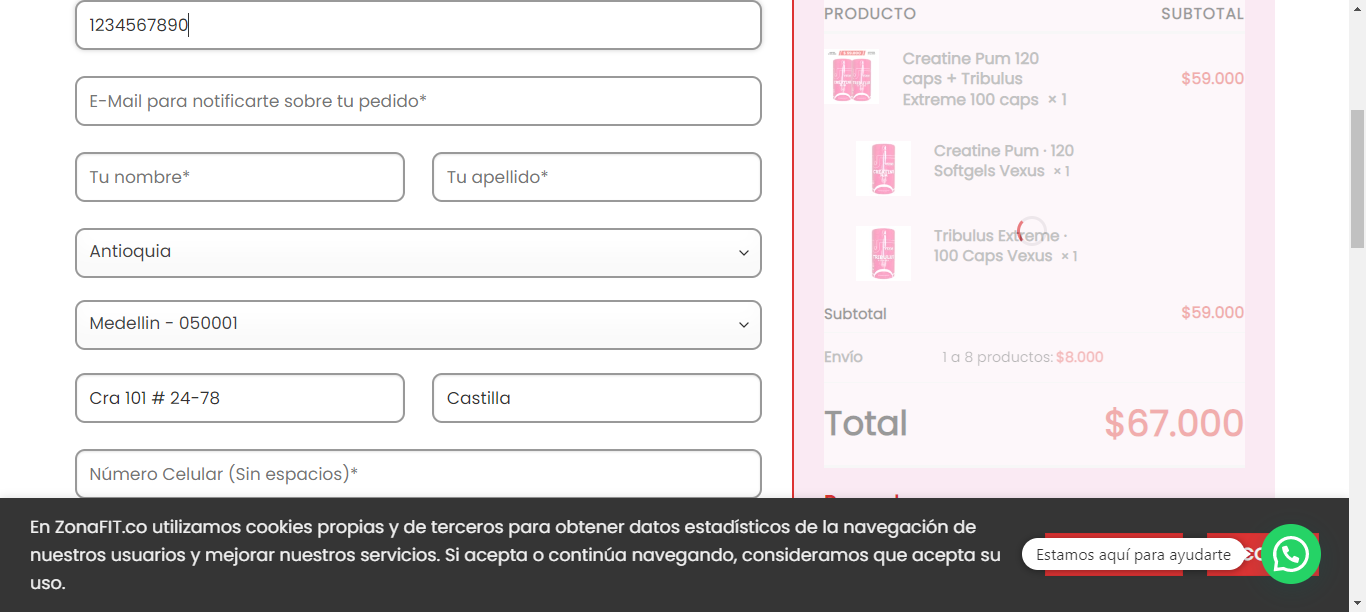 1234567890
E-Mail para notificarte sobre tu pedido*
Tu nombre*
Tu apellido*
Antioquia
Medellin - 050001
Cra 101 # 24-78
Castilla
Número Celular (Sin espacios)*
PRODUCTO SUBTOTAL
Creatine Pum 120
caps + Tribulus
Extreme 100 caps × 1
$59.000
Creatine Pum · 120
Softgels Vexus × 1
Tribulus Extreme ·
100 Caps Vexus × 1
Subtotal $59.000
Envío 1 a 8 productos: $8.000
Total $67.000
En ZonaFIT.co utilizamos cookies propias y de terceros para obtener datos estadísticos de la navegación de
nuestros usuarios y mejorar nuestros servicios. Si acepta o continúa navegando, consideramos que acepta su
uso.
Estamos aquí para ayudarte